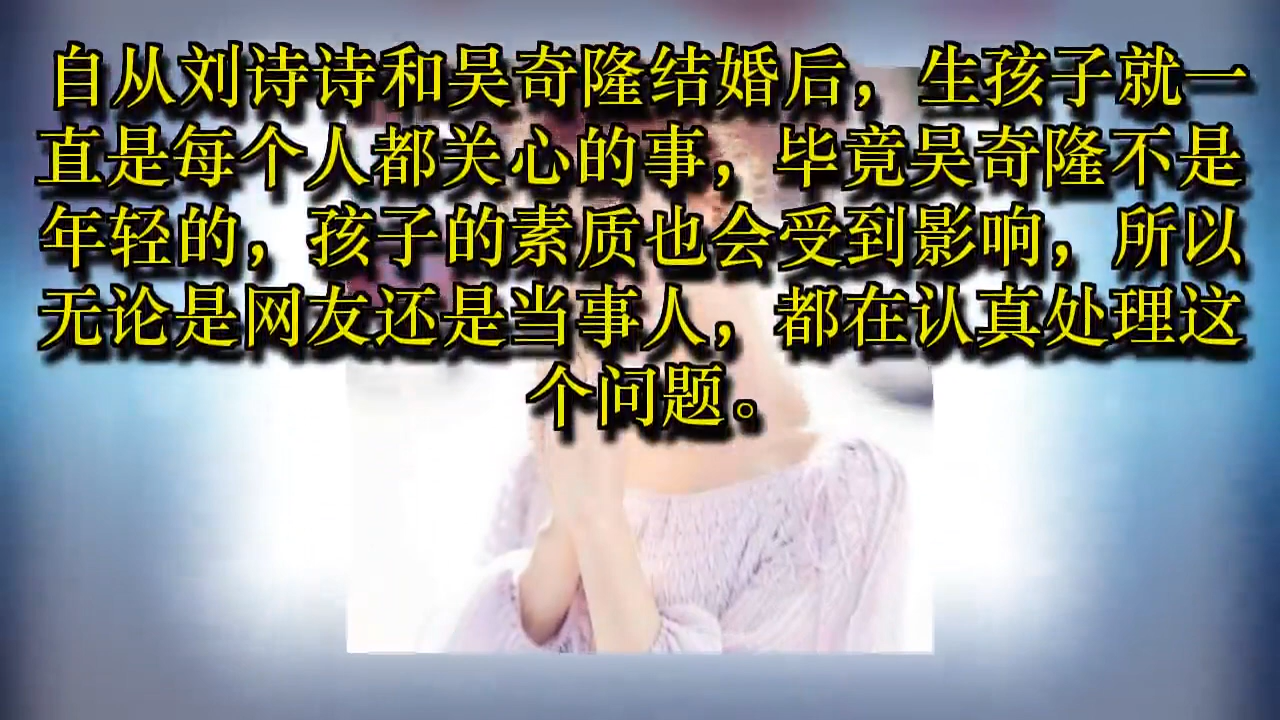 自从刘诗诗和吴奇隆结婚后，生孩子就一
直是每个人都关心的事，毕竟吴奇隆不是
年轻的，孩子的素质也会受到影响，所以
无论是网友还是当事人，都在认真处理这
个问题。